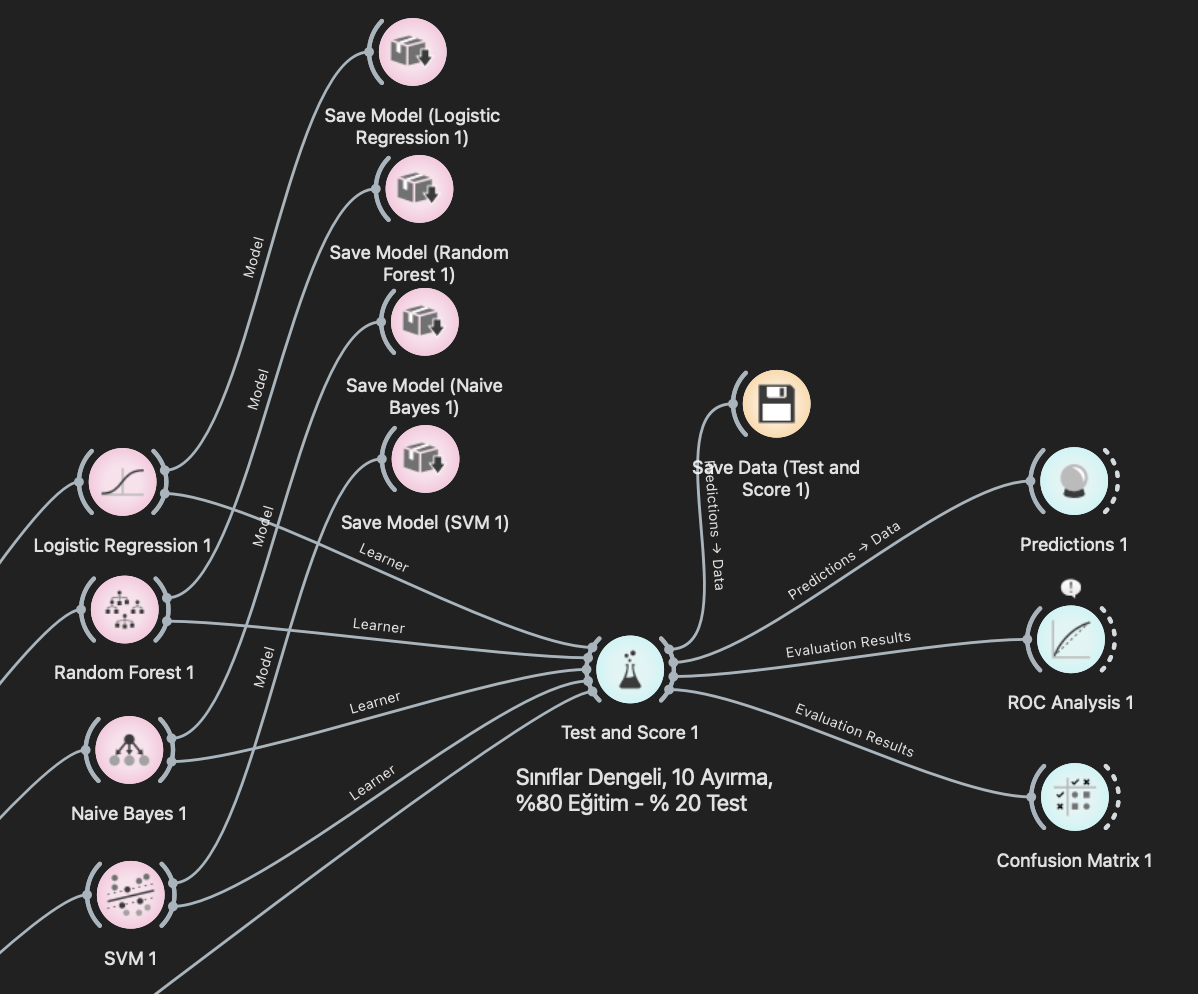 Save Model (Logistic
Regression 1)
Model
Save Model (Random
Forest 1)
Model
Save Model (Naive
Bayes 1)
Model
Save Model (SVM 1)
Model
Logistic Regression 1
Learner
Random Forest 1
Learner
Naive Bayes 1
Learner
SVM 1
Learner
Save Data (Test and
Score 1)
Predictions → Data
Predictions → Data
Predictions 1
Evaluation Results
ROC Analysis 1
Evaluation Results
Confusion Matrix 1
Test and Score 1
Sınıflar Dengeli, 10 Ayırma,
%80 Eğitim - % 20 Test